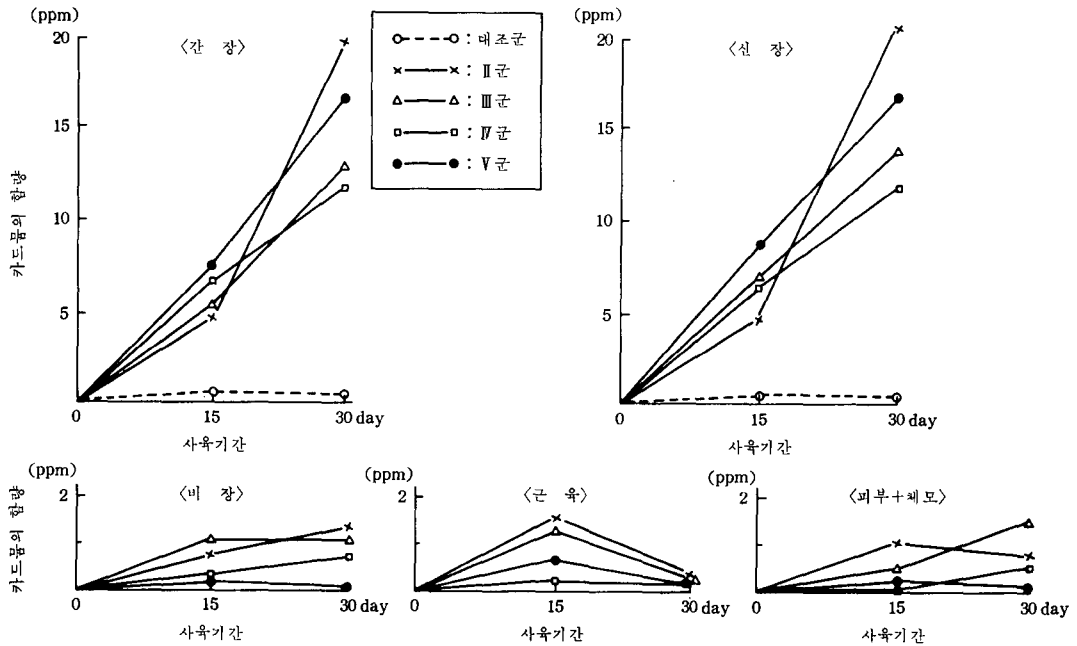 (ppm)
20
15
10
5
0
15
30 day
〈간 장〉
카드뮴의 함량
사육기간
대조군
Ⅱ군
Ⅲ군
Ⅳ군
Ⅴ군
(ppm)
20
15
10
5
0
15
30 day
〈신 장〉
사육기간
(ppm)
2
0
15
30 day
〈비 장〉
카드뮴의 함량
사육기간
(ppm)
2
0
15
30 day
〈근 육〉
사육기간
(ppm)
2
0
15
30 day
〈피부+체모〉
사육기간